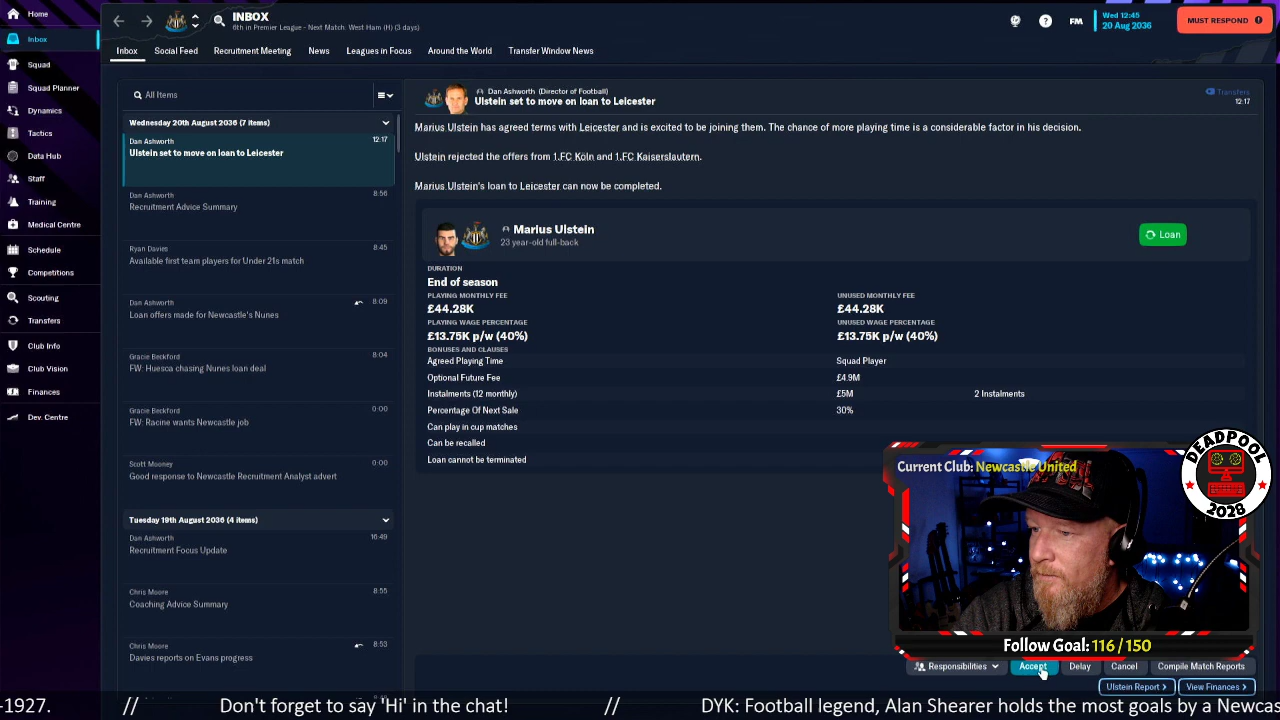 Home
Inbox
Squad
Squad Planner
Dynamics
Tactics
Data Hub
Staff
Training
Medical Centre
Schedule
Competitions
Scouting
Transfers
Club Info
Club Vision
Finances
Dev. Centre
INBOX
6th in Premier League - Next Match: West Ham (H) (3 days)
FM
Wed 12:45
20 Aug 2036
MUST RESPOND
Inbox Social Feed Recruitment Meeting News Leagues in Focus Around the World Transfer Window News
All Items
Wednesday 20th August 2036 (7 items)
Dan Ashworth 12:17
Ulstein set to move on loan to Leicester
Dan Ashworth 8:56
Recruitment Advice Summary
Ryan Davies 8:45
Available first team players for Under 21s match
Dan Ashworth 8:09
Loan offers made for Newcastle's Nunes
Gracie Beckford 8:04
FW: Huesca chasing Nunes loan deal
Gracie Beckford 0:00
FW: Racine wants Newcastle job
Scott Mooney 0:00
Good response to Newcastle Recruitment Analyst advert
Tuesday 19th August 2036 (4 items)
Dan Ashworth 16:49
Recruitment Focus Update
Chris Moore 8:55
Coaching Advice Summary
Chris Moore 8:53
Davies reports on Evans progress
Dan Ashworth (Director of Football)
Ulstein set to move on loan to Leicester
Transfers
12:17
Marius Ulstein has agreed terms with Leicester and is excited to be joining them. The chance of more playing time is a considerable factor in his decision.
Ulstein rejected the offers from 1.FC Köln and 1.FC Kaiserslautern.
Marius Ulstein's loan to Leicester can now be completed.
Marius Ulstein
23 year-old full-back
Loan
DURATION
End of season
PLAYING MONTHLY FEE UNUSED MONTHLY FEE
£44.28K £44.28K
PLAYING WAGE PERCENTAGE UNUSED WAGE PERCENTAGE
£13.75K p/w (40%) £13.75K p/w (40%)
BONUSES AND CLAUSES
Agreed Playing Time Squad Player
Optional Future Fee £4.9M
Instalments (12 monthly) £5M 2 Instalments
Percentage Of Next Sale 30%
Can play in cup matches
Can be recalled
Loan cannot be terminated
Current Club: Newcastle United
DEADPOOL
2028
Follow Goal: 116 / 150
Responsibilities Accept Delay Cancel Compile Match Reports
Ulstein Report View Finances
-1927. // Don't forget to say 'Hi' in the chat! // DYK: Football legend, Alan Shearer holds the most goals by a Newcas